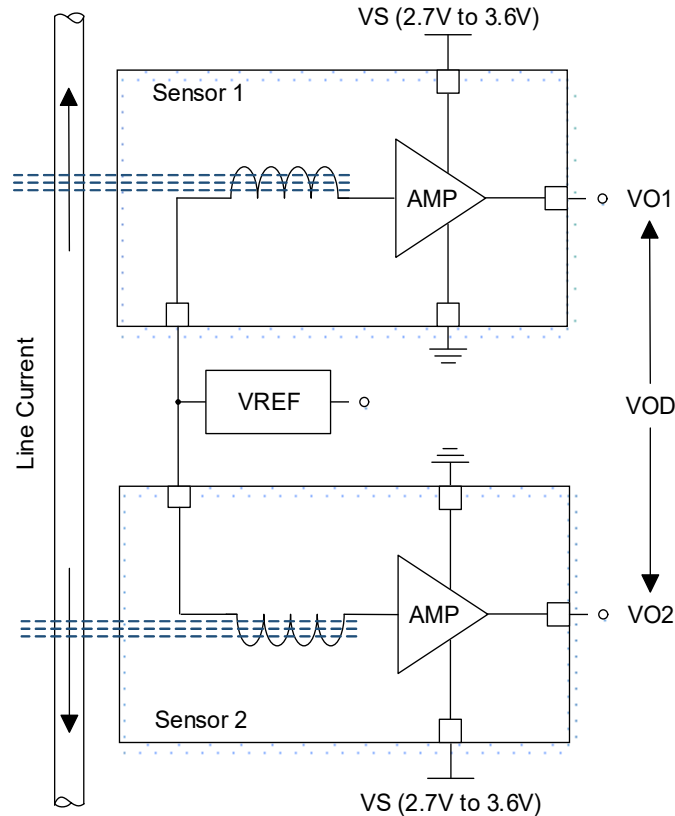 VS (2.7V to 3.6V)
Sensor 1
AMP
VO1
Line Current
VREF
VOD
AMP
VO2
Sensor 2
VS (2.7V to 3.6V)